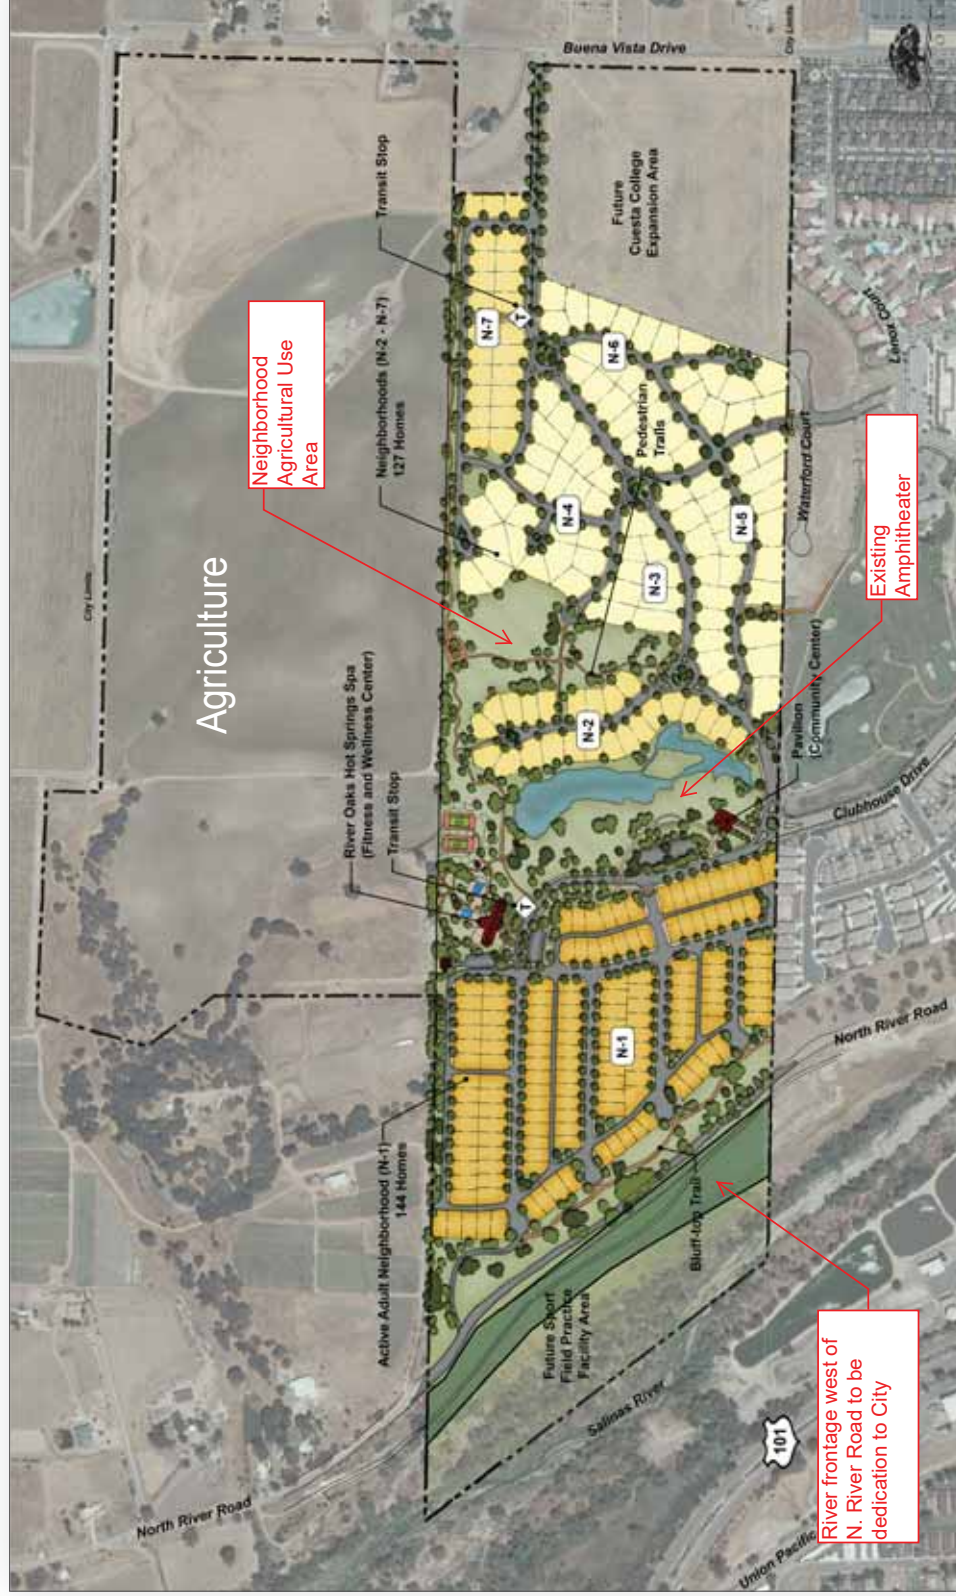 Buena Vista Drive
City Limits
Transit Stop
Future
Cuesta College
Expansion Area
N-7
T
Neighborhood
Agricultural Use
Area
Neighborhoods (N-2 - N-7)
127 Homes
N-6
Pedestrian
Trails
Lenox Court
City Limits
Agriculture
N-4
N-3
N-5
Waterford Court
Existing
Amphitheater
River Oaks Hot Springs Spa
(Fitness and Wellness Center)
Transit Stop
N-2
Pavilion
(Community Center)
Clubhouse Drive
T
Active Adult Neighborhood (N-1)
144 Homes
N-1
North River Road
Bluff-top Trail
Future Sport
Field Practice
Facility Area
Salinas River
101
North River Road
River frontage west of
N. River Road to be
dedication to City
Union Pacific